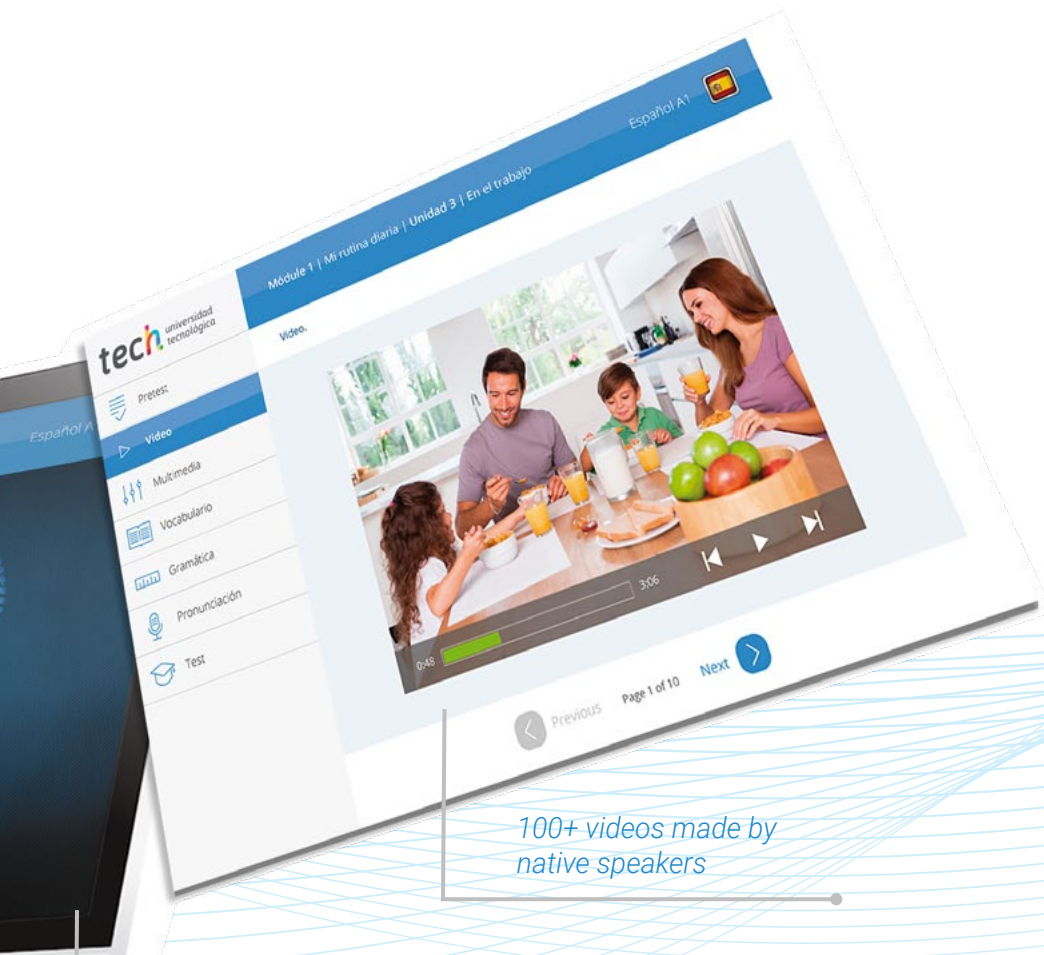 Español A1
Módule 1 | Mi rutina diaria | Unidad 3 | En el trabajo
tech universidad
tecnológica
Video.
Pretest
Video
Multimedia
Vocabulario
Gramática
Pronunciación
Test
0:48
3:06
Previous
Page 1 of 10
Next
Español A
100+ videos made by
native speakers